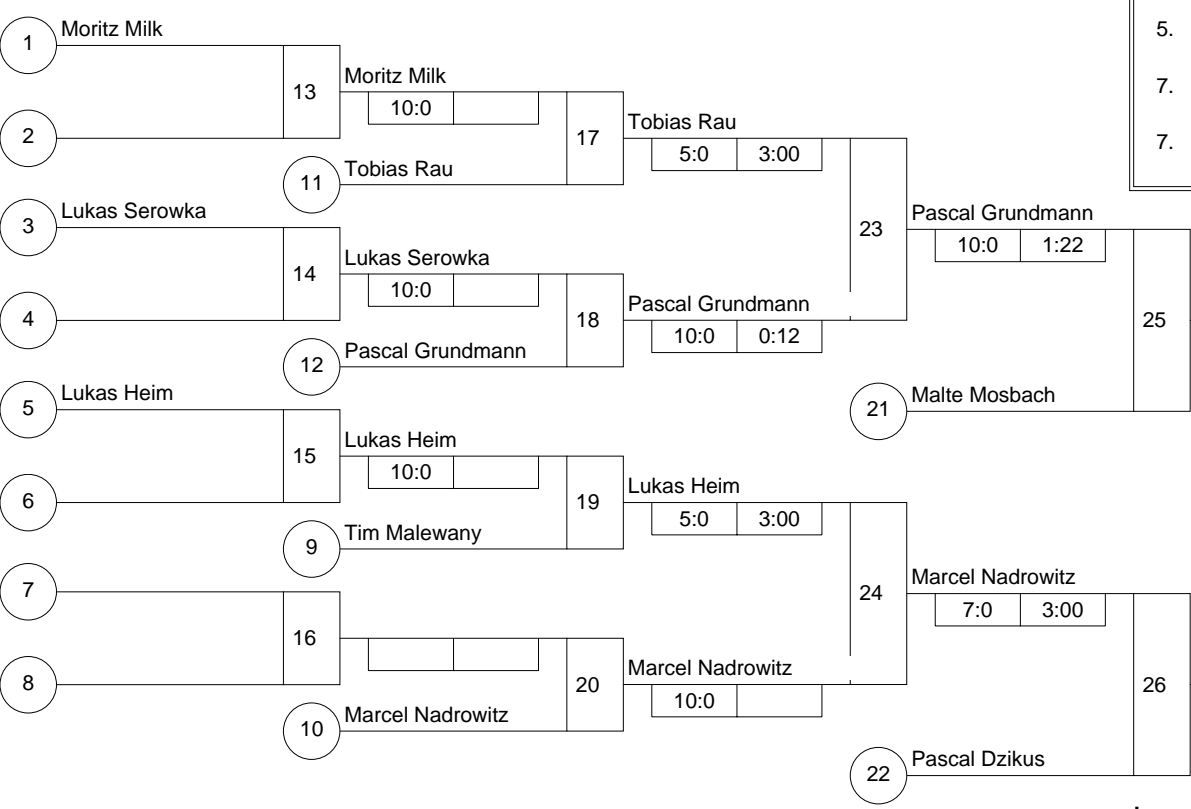 5.
1 Moritz Milk
13 Moritz Milk
7.
10:0
2
17 Tobias Rau
7.
5:0 3:00
11 Tobias Rau
3 Lukas Serowka
23 Pascal Grundmann
10:0 1:22
14 Lukas Serowka
10:0
4
18 Pascal Grundmann
25
10:0 0:12
12 Pascal Grundmann
5 Lukas Heim
21 Malte Mosbach
15 Lukas Heim
10:0
6
19 Lukas Heim
5:0 3:00
9 Tim Malewany
7
24 Marcel Nadrowitz
7:0 3:00
16
8
20 Marcel Nadrowitz
26
10:0
10 Marcel Nadrowitz
22 Pascal Dzikus